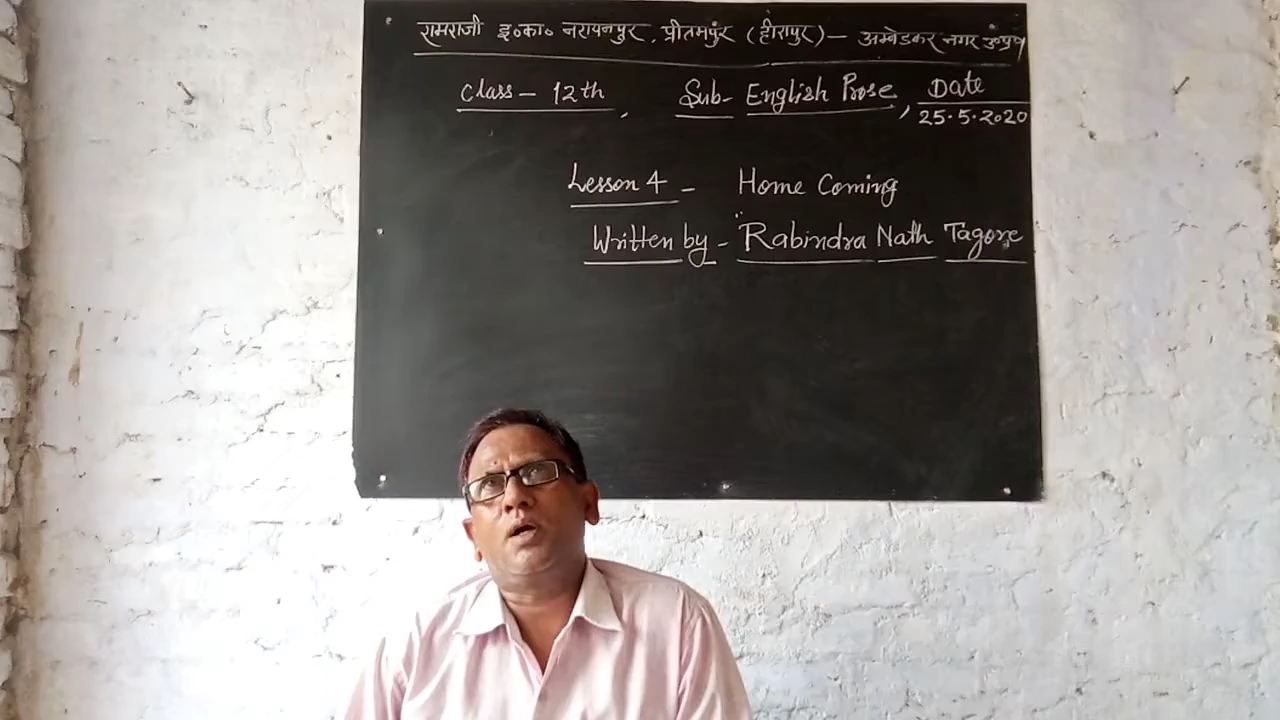 रामराजी इ०का० नरायनपुर, प्रीतमपुर (हीरापुर) — अम्बेडकर नगर उ०प्र०
Class - 12th, Sub- English Prose, Date
25.5.2020
Lesson 4 - Home Coming
Written by - Rabindra Nath Tagore